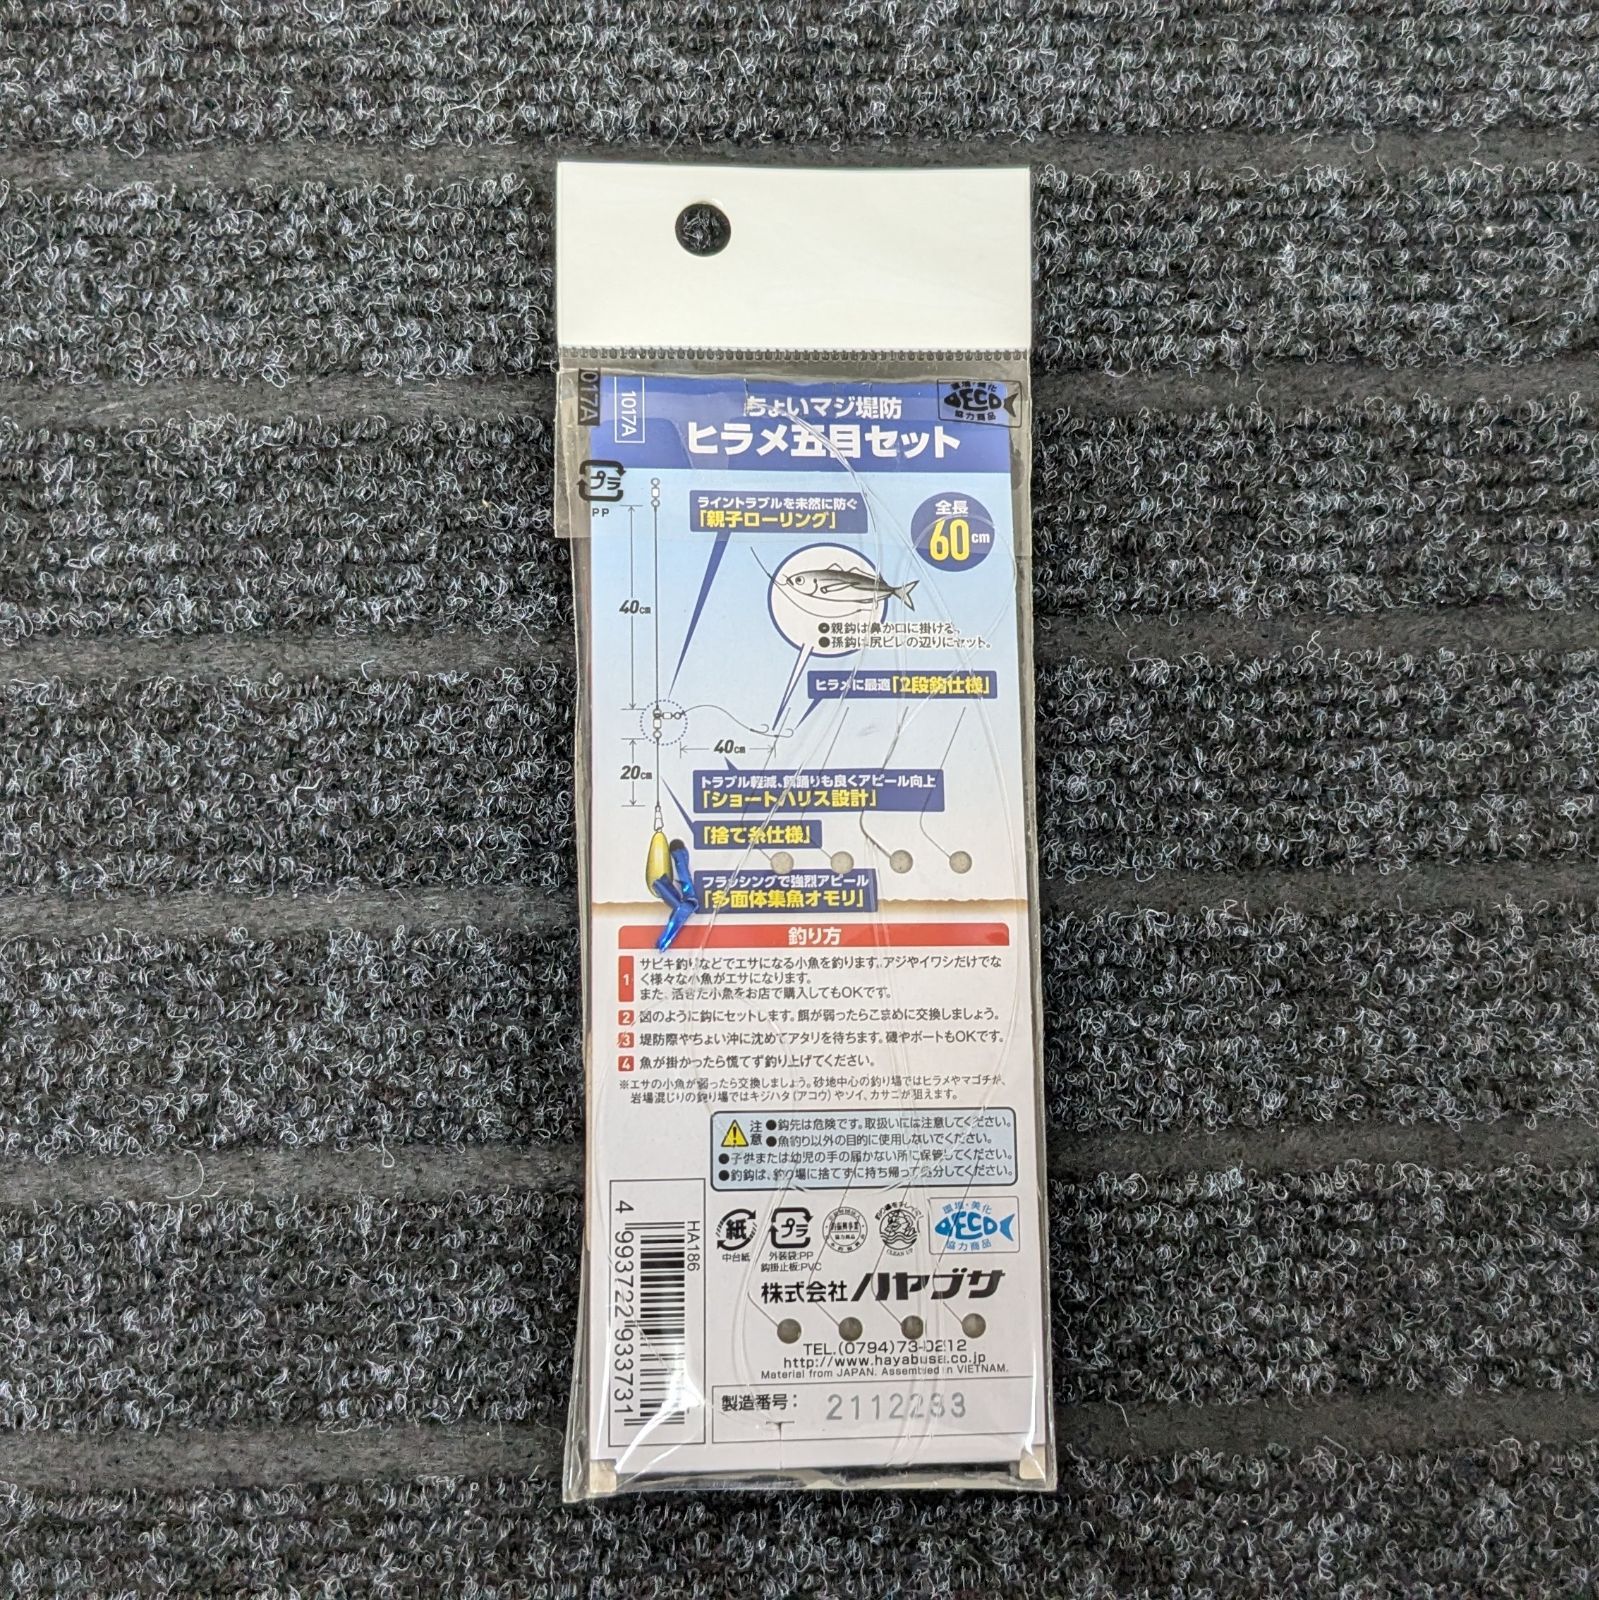 1017A
1017A
環境・美化
ECO
協力商品
ちょいマジ堤防
ヒラメ五目セット
プラ
PP
ライントラブルを未然に防ぐ
「親子ローリング」
全長
60cm
40cm
●親鈎は鼻か口に掛ける。
●孫鈎は尻ビレの辺りにセット。
ヒラメに最適「2段鈎仕様」
40cm
20cm
トラブル軽減、餌踊りも良くアピール向上
「ショートハリス設計」
「捨て糸仕様」
フラッシングで強烈アピール
「多面体集魚オモリ」
釣り方
1 サビキ釣りなどでエサになる小魚を釣ります。アジやイワシだけでな
く様々な小魚がエサになります。
また、活きた小魚をお店で購入してもOKです。
2 図のように鈎にセットします。餌が弱ったらこまめに交換しましょう。
3 堤防際やちょい沖に沈めてアタリを待ちます。磯やボートもOKです。
4 魚が掛かったら慌てず釣り上げてください。
※エサの小魚が弱ったら交換しましょう。砂地中心の釣り場ではヒラメやマゴチが、
岩場混じりの釣り場ではキジハタ(アコウ)やソイ、カサゴが狙えます。
注意
●鈎先は危険です。取扱いには注意してください。
●魚釣り以外の目的に使用しないでください。
●子供または幼児の手の届かない所に保管してください。
●釣鈎は、釣り場に捨てずに持ち帰って処分してください。
紙
中台紙
プラ
外装袋:PP
鈎掛止板:PVC
CLEAN UP
環境・美化
ECO
協力商品
株式会社ハヤブサ
TEL.(0794)73-0212
http://www.hayabusa.co.jp
Material from JAPAN. Assembled in VIETNAM.
製造番号: 2112233
HA186
4 993722 933731